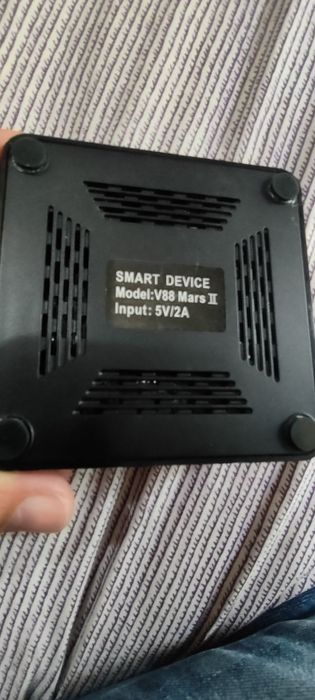 SMART DEVICE
Model:V88 Mars Ⅱ
Input: 5V/2A